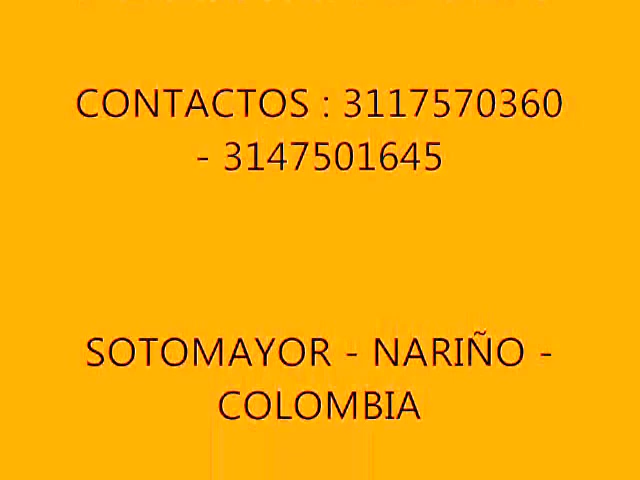 CONTACTOS : 3117570360
- 3147501645
SOTOMAYOR - NARIÑO -
COLOMBIA